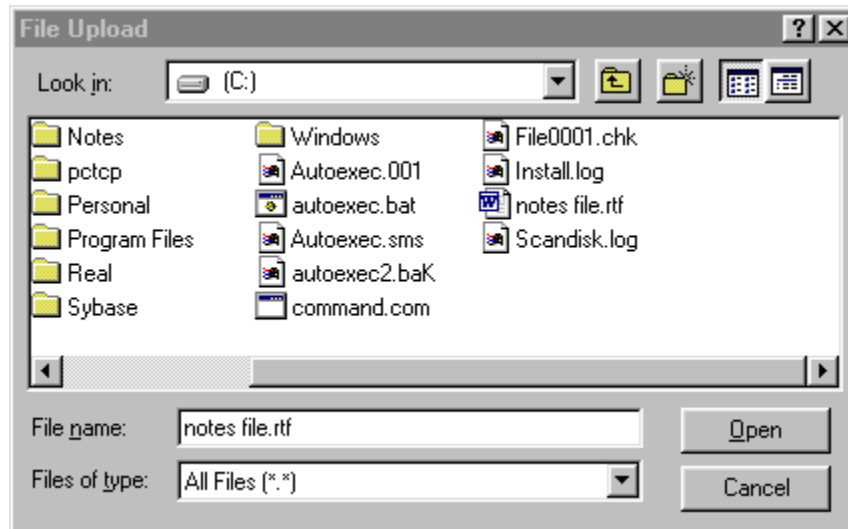 File Upload
Look in: (C:)
Notes Windows File0001.chk
pctcp Autoexec.001 Install.log
Personal autoexec.bat notes file.rtf
Program Files Autoexec.sms Scandisk.log
Real autoexec2.baK
Sybase command.com
File name: notes file.rtf Open
Files of type: All Files (*.*) Cancel